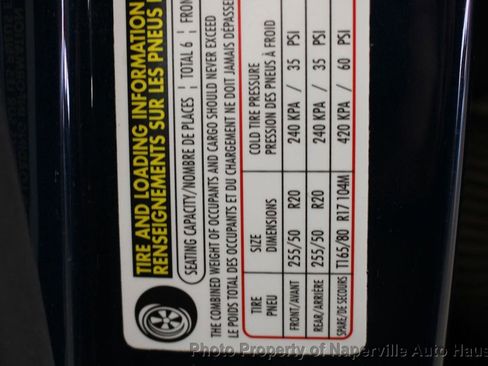 TIRE AND LOADING INFORMATION
RENSEIGNEMENTS SUR LES PNEUS
SEATING CAPACITY/NOMBRE DE PLACES | TOTAL 6 | FRON
THE COMBINED WEIGHT OF OCCUPANTS AND CARGO SHOULD NEVER EXCEED
LE POIDS TOTAL DES OCCUPANTS ET DU CHARGEMENT NE DOIT JAMAIS DÉPASSE
TIRE SIZE COLD TIRE PRESSURE
PNEU DIMENSIONS PRESSION DES PNEUS À FROID
FRONT/AVANT 255/50 R20 240 KPA / 35 PSI
REAR/ARRIÈRE 255/50 R20 240 KPA / 35 PSI
SPARE/DE SECOURS T165/80 R17 104M 420 KPA / 60 PSI
Photo Property of Naperville Auto Haus